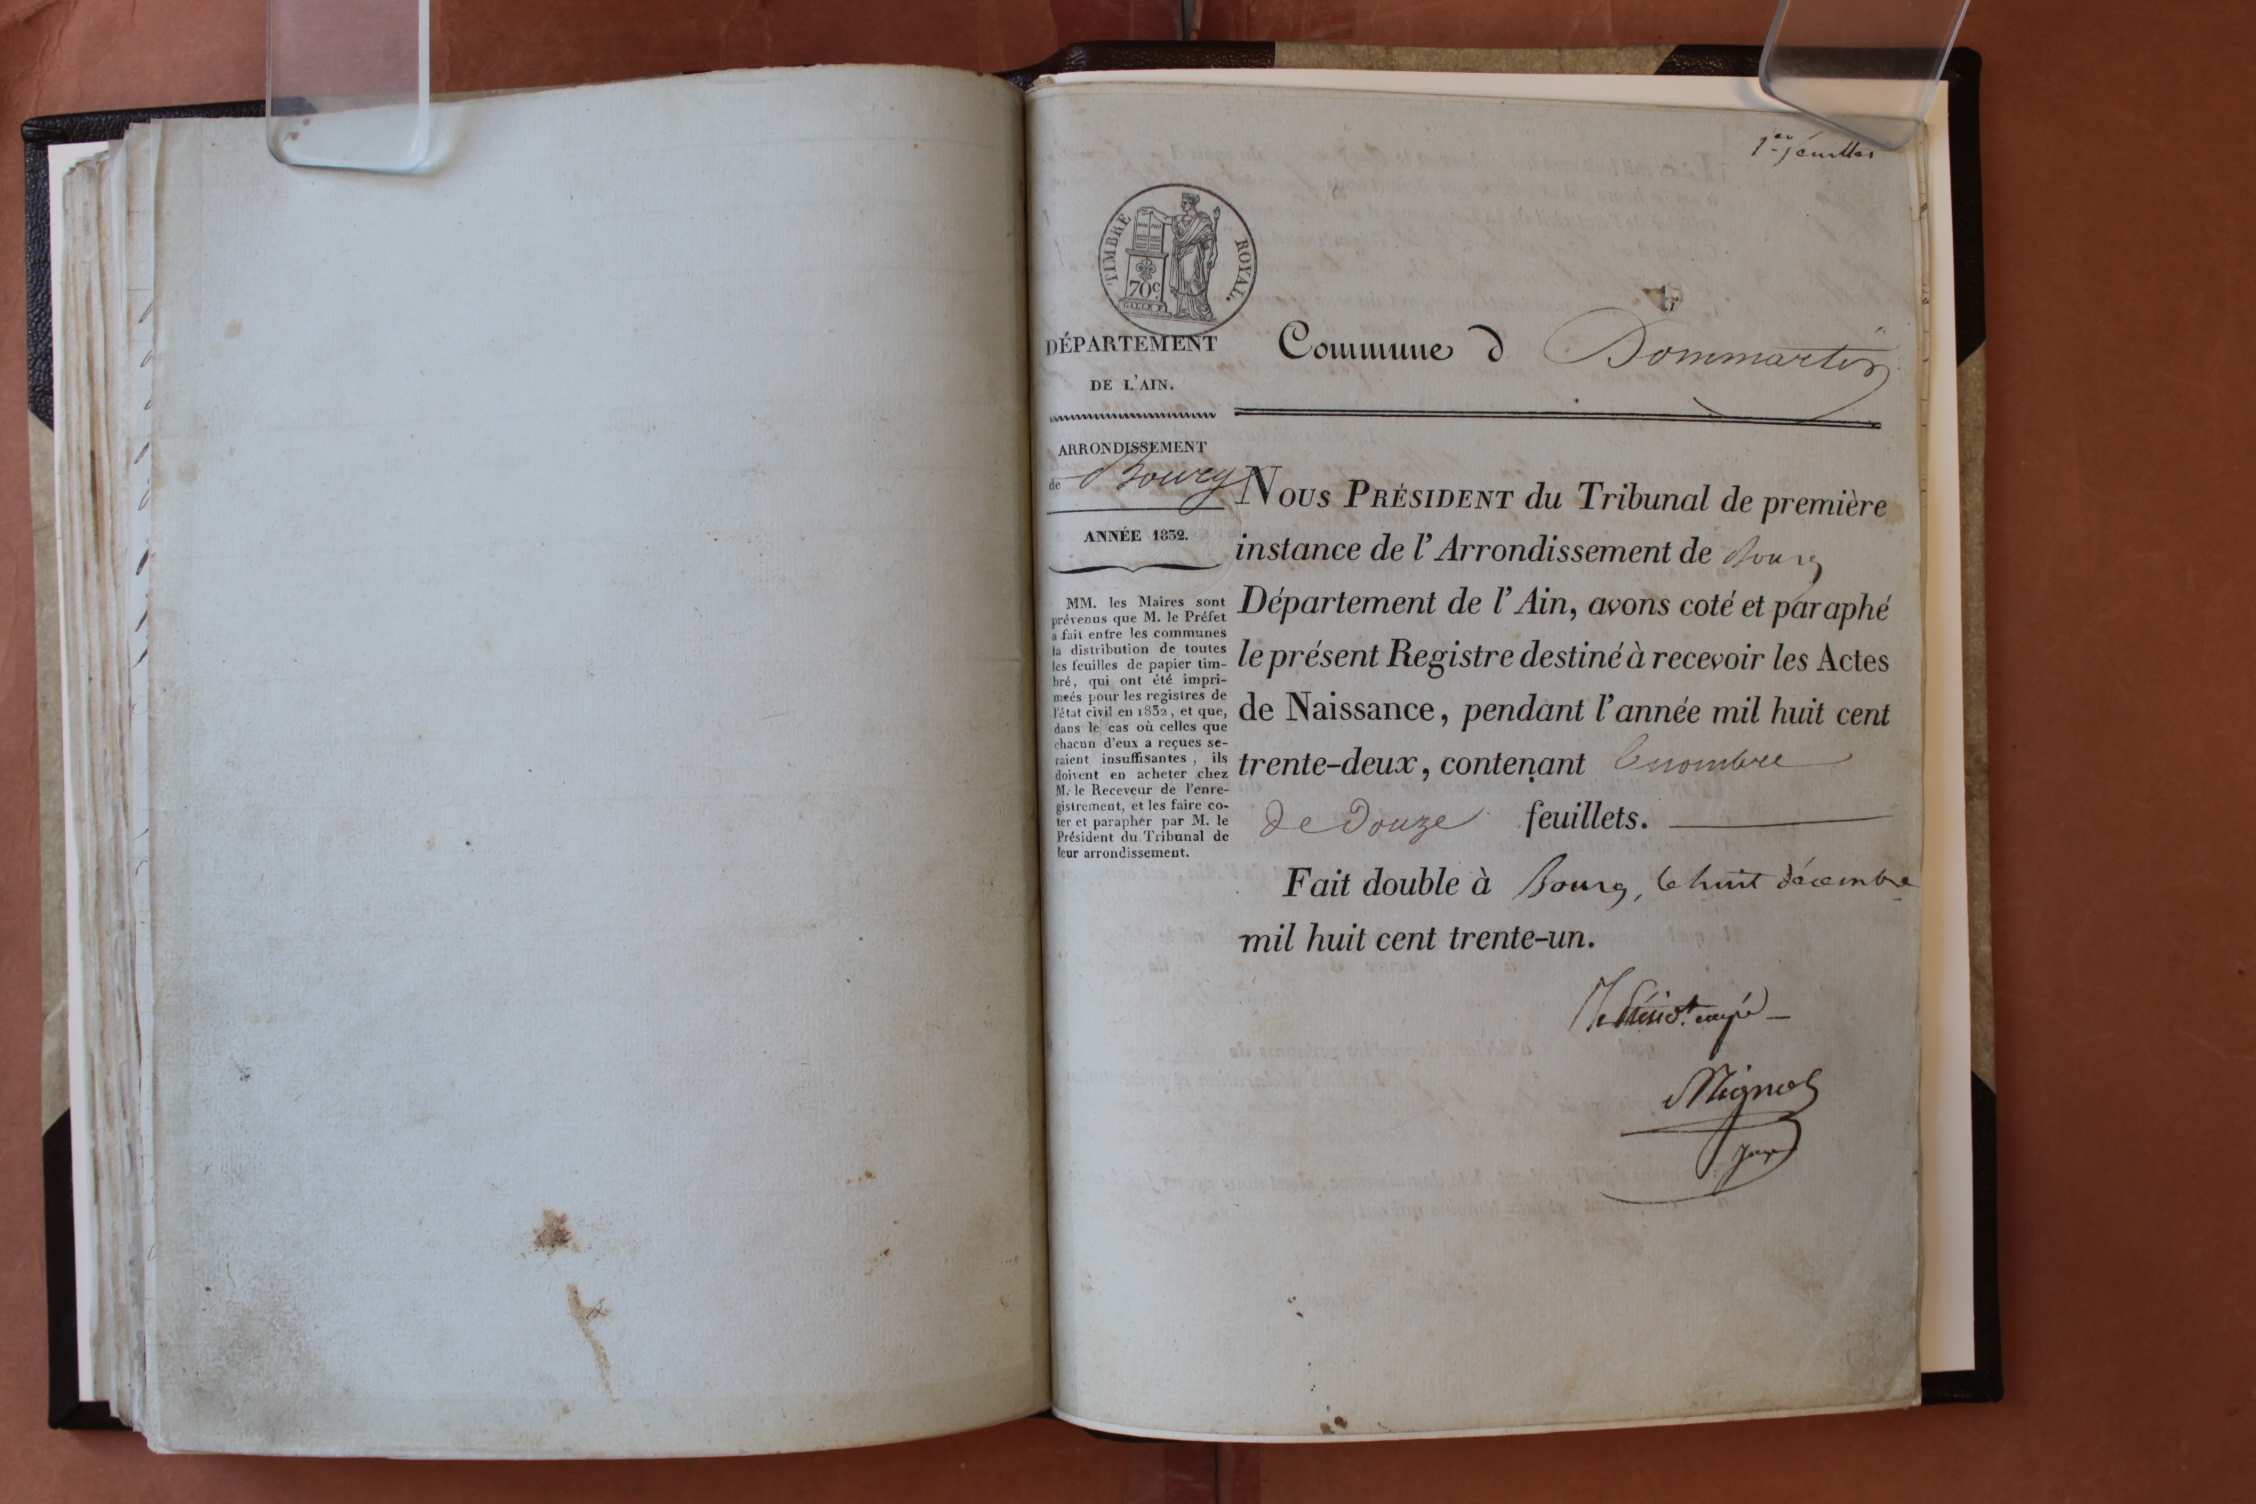 1er feuillet
TIMBRE ROYAL.
70c.
DÉPARTEMENT
DE L'AIN.
ARRONDISSEMENT
de Bourg
ANNÉE 1832.
MM. les Maires sont
prévenus que M. le Préfet
a fait entre les communes
la distribution de toutes
les feuilles de papier tim-
bré, qui ont été impri-
meés pour les registres de
l'état civil en 1832, et que,
dans le cas où celles que
chacun d'eux a reçues se-
raient insuffisantes, ils
doivent en acheter chez
M. le Receveur de l'enre-
gistrement, et les faire co-
ter et parapher par M. le
Président du Tribunal de
leur arrondissement.
Commune d Dommartin
NOUS PRÉSIDENT du Tribunal de première
instance de l'Arrondissement de Bourg
Département de l'Ain, avons coté et paraphé
le présent Registre destiné à recevoir les Actes
de Naissance, pendant l'année mil huit cent
trente-deux, contenant le nombre
de douze feuillets.
Fait double à Bourg, le huit décembre
mil huit cent trente-un.